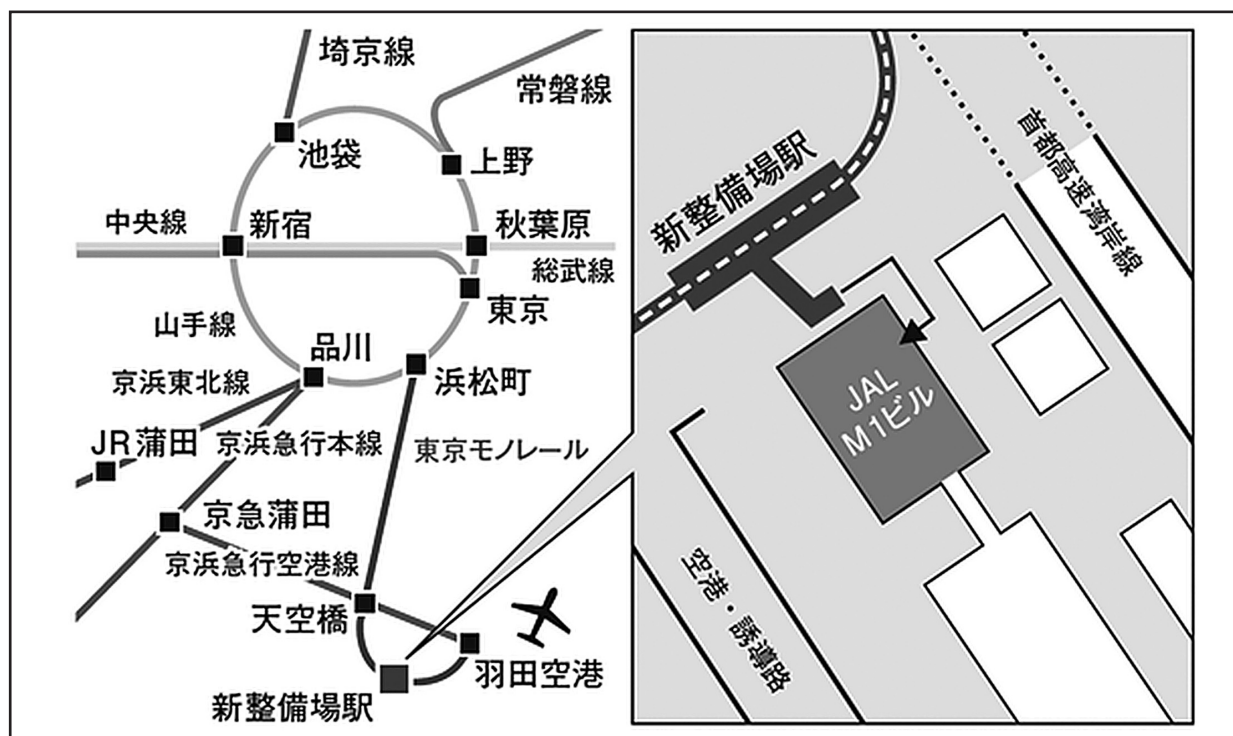 埼京線
常磐線
池袋
上野
中央線
新宿
秋葉原
総武線
東京
山手線
品川
浜松町
京浜東北線
JR蒲田
京浜急行本線
東京モノレール
京急蒲田
京浜急行空港線
天空橋
羽田空港
新整備場駅
新整備場駅
首都高速湾岸線
JAL
M1ビル
空港・誘導路